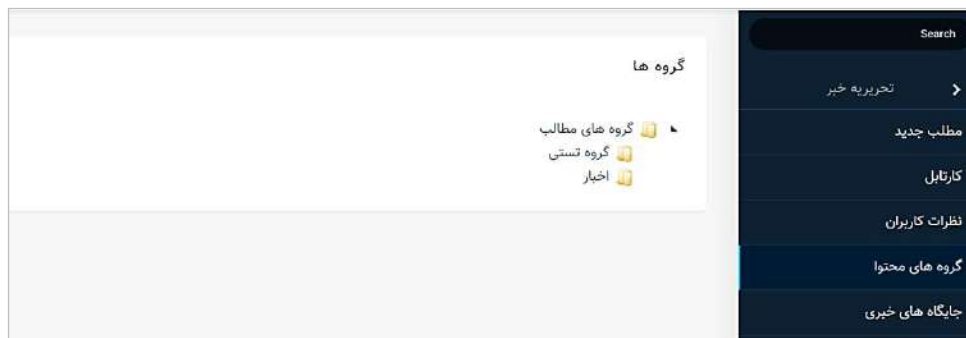 Search
تحریریه خبر
مطلب جدید
کارتابل
نظرات کاربران
گروه های محتوا
جایگاه های خبری
گروه ها
گروه های مطالب
گروه تستی
اخبار